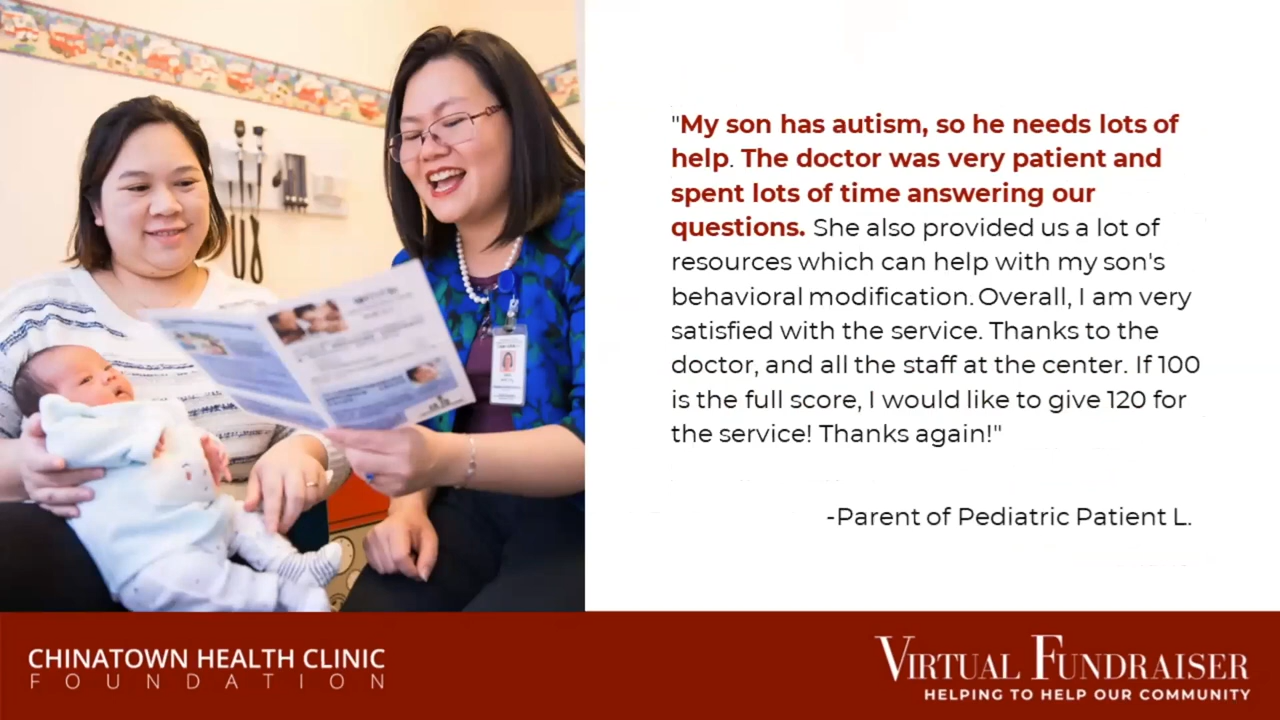 "My son has autism, so he needs lots of
help. The doctor was very patient and
spent lots of time answering our
questions. She also provided us a lot of
resources which can help with my son's
behavioral modification. Overall, I am very
satisfied with the service. Thanks to the
doctor, and all the staff at the center. If 100
is the full score, I would like to give 120 for
the service! Thanks again!"
-Parent of Pediatric Patient L.
CHINATOWN HEALTH CLINIC
FOUNDATION
VIRTUAL FUNDRAISER
HELPING TO HELP OUR COMMUNITY